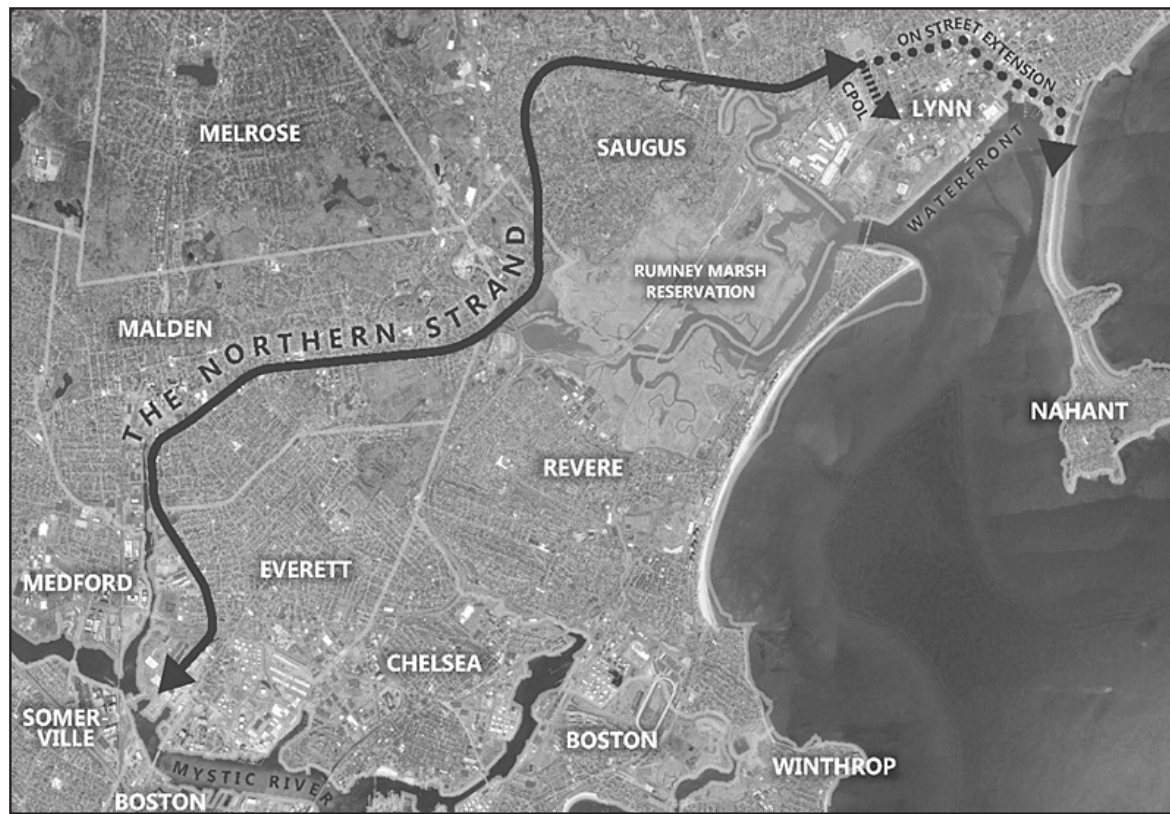 ON STREET EXTENSION
CPOL
LYNN
MELROSE
SAUGUS
WATERFRONT
RUMNEY MARSH
RESERVATION
THE NORTHERN STRAND
MALDEN
NAHANT
REVERE
EVERETT
MEDFORD
CHELSEA
SOMER-
VILLE
BOSTON
WINTHROP
MYSTIC RIVER
BOSTON